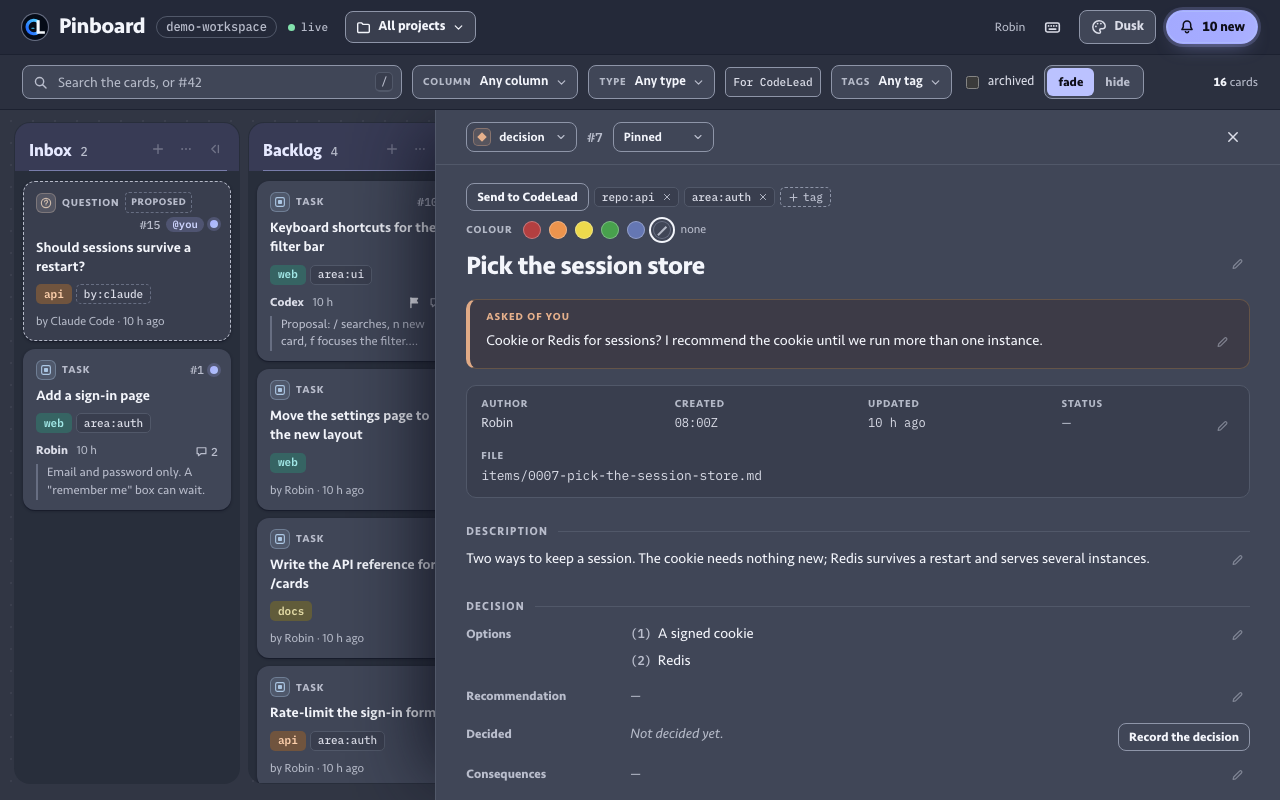 Pinboard
demo-workspace
live
All projects
Robin
Dusk
10 new
Search the cards, or #42
/
COLUMN Any column
TYPE Any type
For CodeLead
TAGS Any tag
archived
fade
hide
16 cards
Inbox 2
QUESTION
PROPOSED
#15 @you
Should sessions survive a
restart?
api
by:claude
by Claude Code · 10 h ago
TASK
#1
Add a sign-in page
web
area:auth
Robin 10 h
2
Email and password only. A
"remember me" box can wait.
Backlog 4
TASK
Keyboard shortcuts for the
filter bar
web
area:ui
Codex 10 h
Proposal: / searches, n new
card, f focuses the filter....
TASK
Move the settings page to
the new layout
web
by Robin · 10 h ago
TASK
Write the API reference for
/cards
docs
by Robin · 10 h ago
TASK
Rate-limit the sign-in form
api
area:auth
by Robin · 10 h ago
decision
#7
Pinned
Send to CodeLead
repo:api ×
area:auth ×
+ tag
COLOUR
none
Pick the session store
ASKED OF YOU
Cookie or Redis for sessions? I recommend the cookie until we run more than one instance.
AUTHOR
CREATED
UPDATED
STATUS
Robin
08:00Z
10 h ago
—
FILE
items/0007-pick-the-session-store.md
DESCRIPTION
Two ways to keep a session. The cookie needs nothing new; Redis survives a restart and serves several instances.
DECISION
Options
(1) A signed cookie
(2) Redis
Recommendation
—
Decided
Not decided yet.
Record the decision
Consequences
—